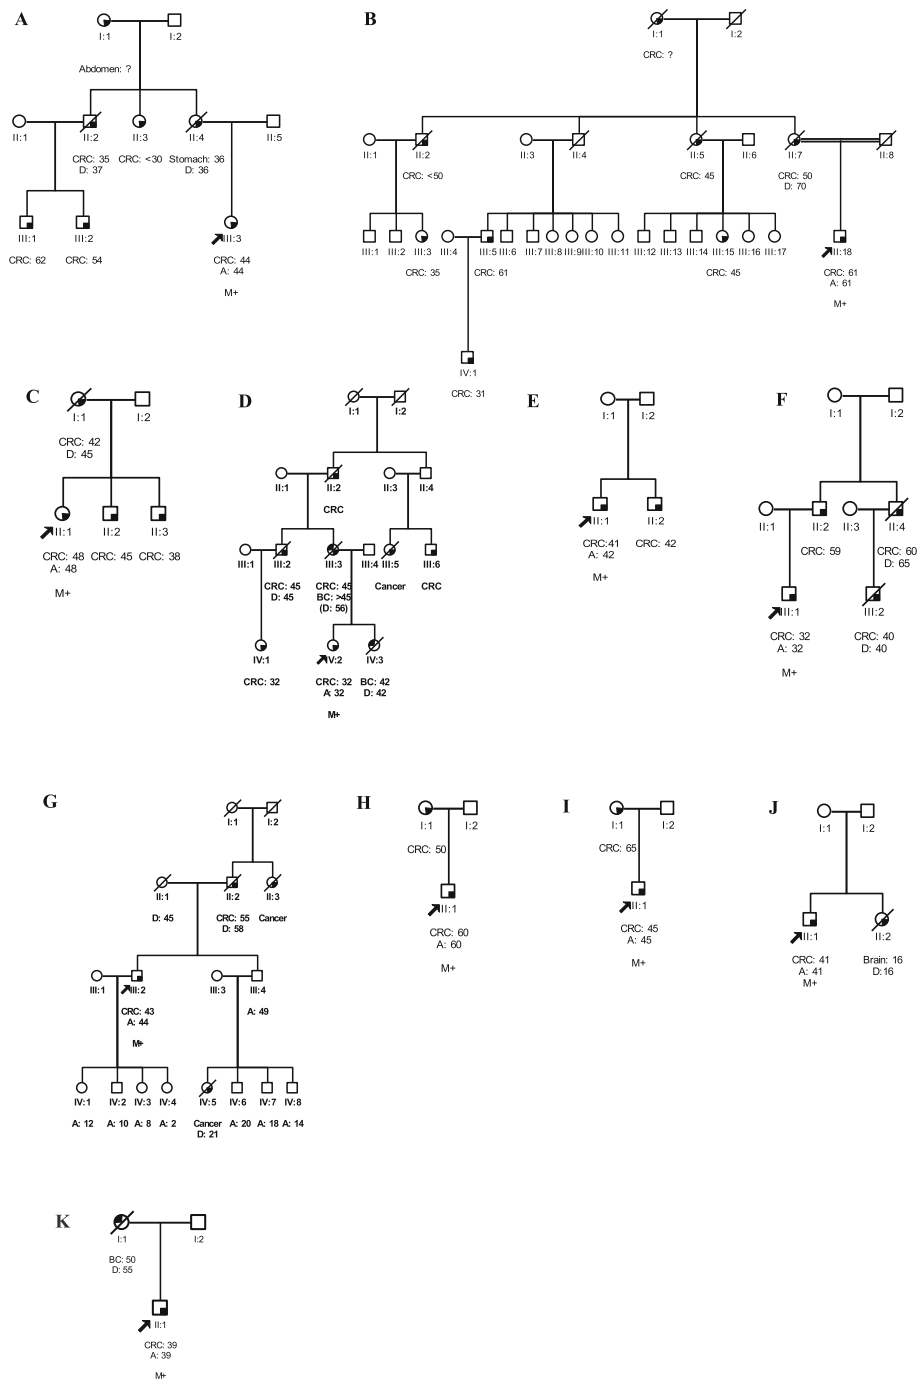 A
I:1 I:2
Abdomen: ?
II:1 II:2 II:3 II:4 II:5
CRC: 35 CRC: <30 Stomach: 36
D: 37 D: 36
III:1 III:2 III:3
CRC: 62 CRC: 54 CRC: 44
A: 44
M+
B
I:1 I:2
CRC: ?
II:1 II:2 II:3 II:4 II:5 II:6 II:7 II:8
CRC: <50 CRC: 45 CRC: 50
D: 70
III:1 III:2 III:3 III:4 III:5 III:6 III:7 III:8 III:9 III:10 III:11 III:12 III:13 III:14 III:15 III:16 III:17 II:18
CRC: 35 CRC: 61 CRC: 45 CRC: 61
A: 61
M+
IV:1
CRC: 31
C
I:1 I:2
CRC: 42
D: 45
II:1 II:2 II:3
CRC: 48 CRC: 45 CRC: 38
A: 48
M+
D
I:1 I:2
II:1 II:2 II:3 II:4
CRC
III:1 III:2 III:3 III:4 III:5 III:6
CRC: 45 CRC: 45 Cancer CRC
D: 45 BC: >45
(D: 56)
IV:1 IV:2 IV:3
CRC: 32 CRC: 32 BC: 42
A: 32 D: 42
M+
E
I:1 I:2
II:1 II:2
CRC:41 CRC: 42
A: 42
M+
F
I:1 I:2
II:1 II:2 II:3 II:4
CRC: 59 CRC: 60
D: 65
III:1 III:2
CRC: 32 CRC: 40
A: 32 D: 40
M+
G
I:1 I:2
II:1 II:2 II:3
D: 45 CRC: 55 Cancer
D: 58
III:1 III:2 III:3 III:4
CRC: 43 A: 49
A: 44
M+
IV:1 IV:2 IV:3 IV:4 IV:5 IV:6 IV:7 IV:8
A: 12 A: 10 A: 8 A: 2 Cancer A: 20 A: 18 A: 14
D: 21
H
I:1 I:2
CRC: 50
II:1
CRC: 60
A: 60
M+
I
I:1 I:2
CRC: 65
II:1
CRC: 45
A: 45
M+
J
I:1 I:2
II:1 II:2
CRC: 41 Brain: 16
A: 41 D:16
M+
K
I:1 I:2
BC: 50
D: 55
II:1
CRC: 39
A: 39
M+